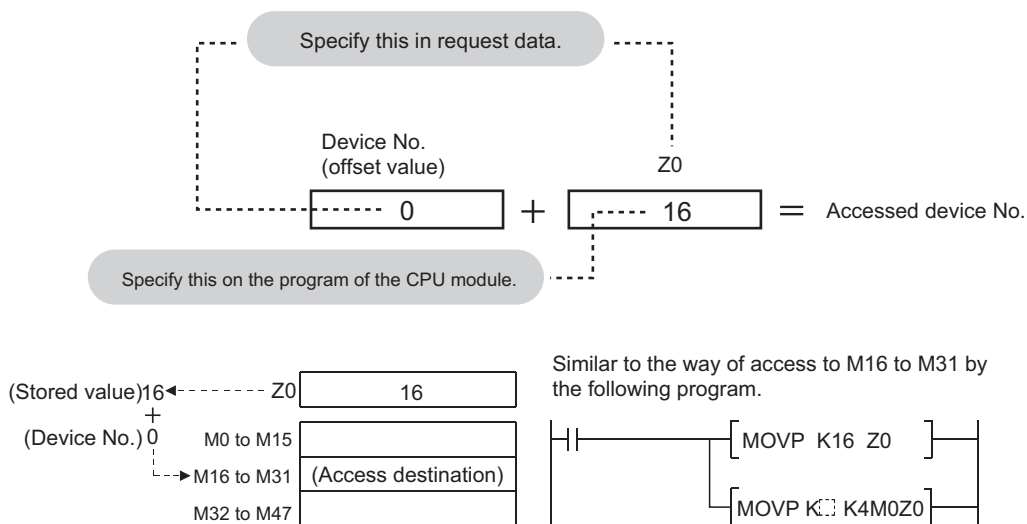 Specify this in request data.
Device No.
(offset value)
Z0
0 + 16 = Accessed device No.
Specify this on the program of the CPU module.
(Stored value)16
Z0
16
+
(Device No.) 0
M0 to M15
M16 to M31
(Access destination)
M32 to M47
Similar to the way of access to M16 to M31 by
the following program.
MOVP K16 Z0
MOVP K K4M0Z0